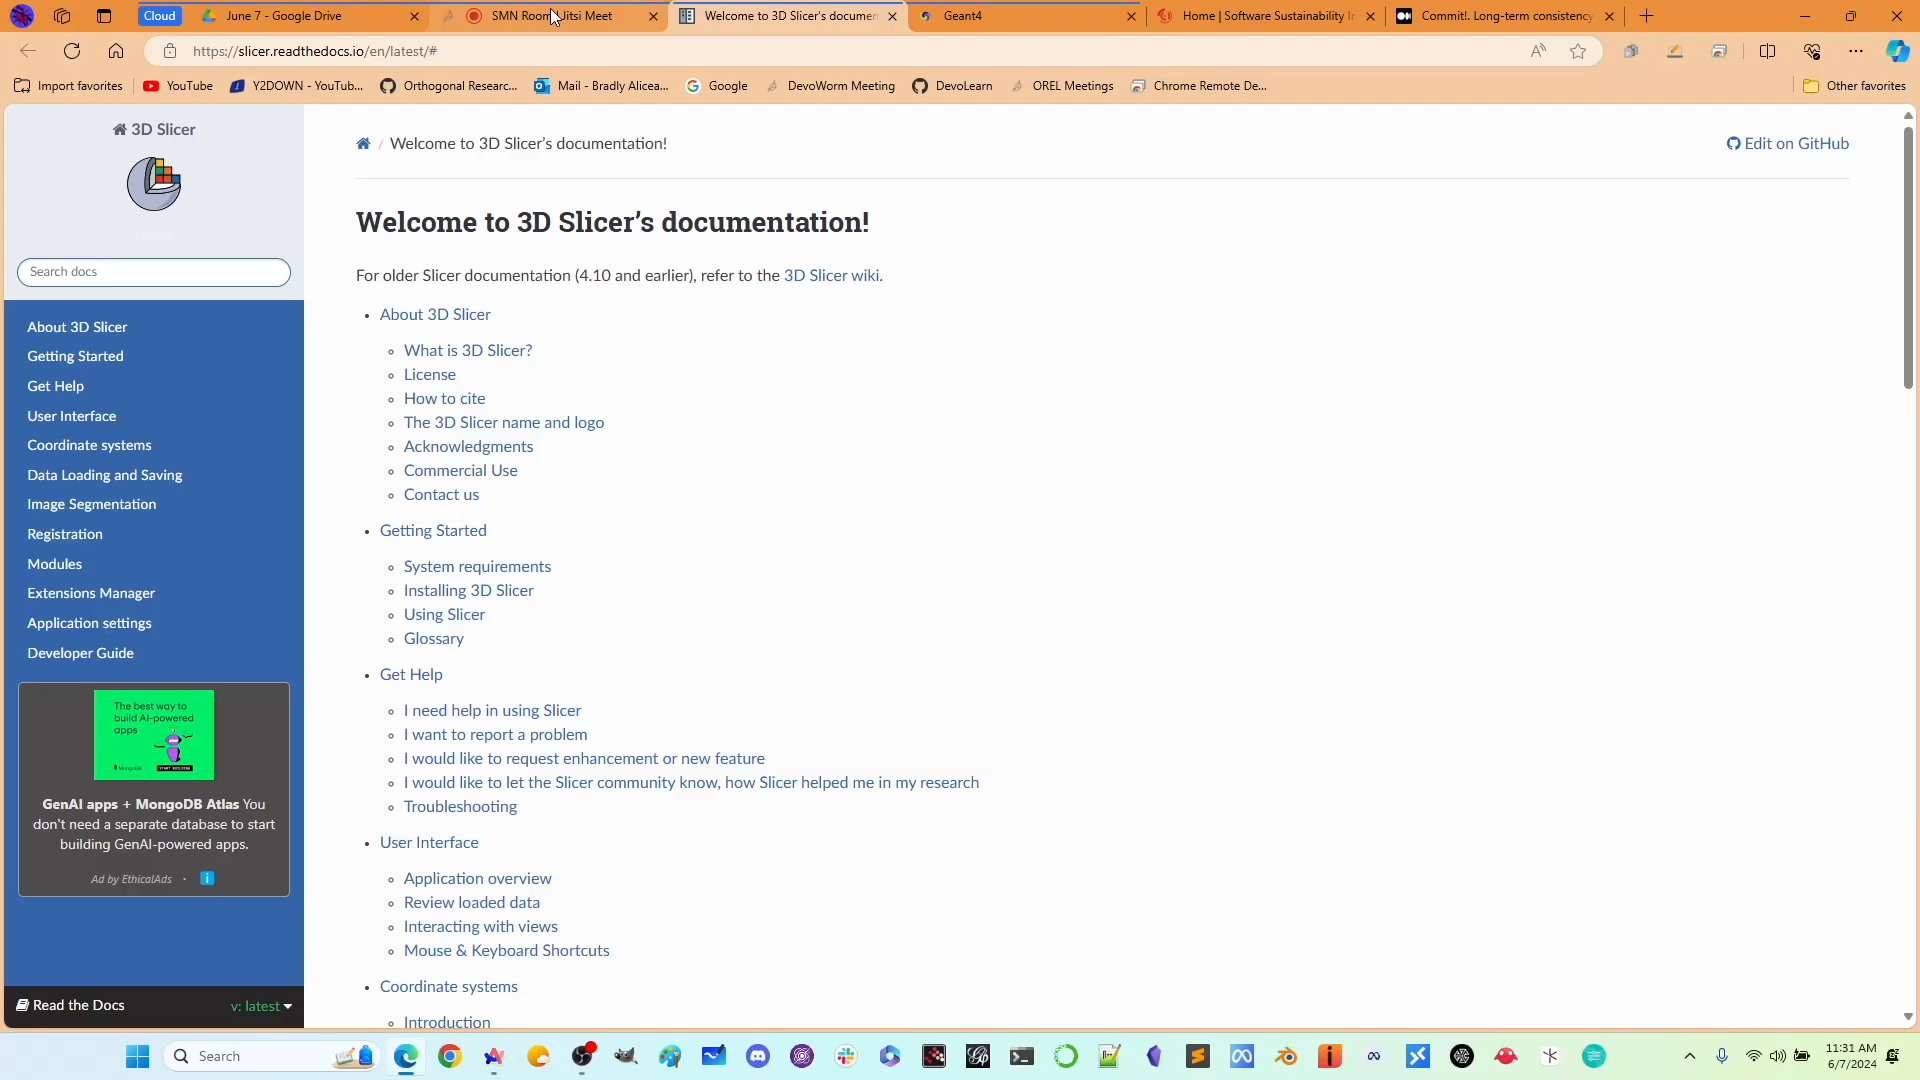 Cloud
June 7 - Google Drive
SMN Room
Jitsi Meet
Welcome to 3D Slicer's documen
Geant4
Home | Software Sustainability In
Commit!. Long-term consistency
https://slicer.readthedocs.io/en/latest/#
Import favorites
YouTube
Y2DOWN - YouTub...
Orthogonal Researc...
Mail - Bradly Alicea...
Google
DevoWorm Meeting
DevoLearn
OREL Meetings
Chrome Remote De...
Other favorites
3D Slicer
Search docs
About 3D Slicer
Getting Started
Get Help
User Interface
Coordinate systems
Data Loading and Saving
Image Segmentation
Registration
Modules
Extensions Manager
Application settings
Developer Guide
The best way to
build AI-powered
apps
MongoDB
START BUILDING
GenAI apps + MongoDB Atlas You
don't need a separate database to start
building GenAI-powered apps.
Ad by EthicalAds ·
Read the Docs
v: latest
/ Welcome to 3D Slicer's documentation!
Edit on GitHub
Welcome to 3D Slicer's documentation!
For older Slicer documentation (4.10 and earlier), refer to the 3D Slicer wiki.
About 3D Slicer
What is 3D Slicer?
License
How to cite
The 3D Slicer name and logo
Acknowledgments
Commercial Use
Contact us
Getting Started
System requirements
Installing 3D Slicer
Using Slicer
Glossary
Get Help
I need help in using Slicer
I want to report a problem
I would like to request enhancement or new feature
I would like to let the Slicer community know, how Slicer helped me in my research
Troubleshooting
User Interface
Application overview
Review loaded data
Interacting with views
Mouse & Keyboard Shortcuts
Coordinate systems
Introduction
Search
11:31 AM
6/7/2024